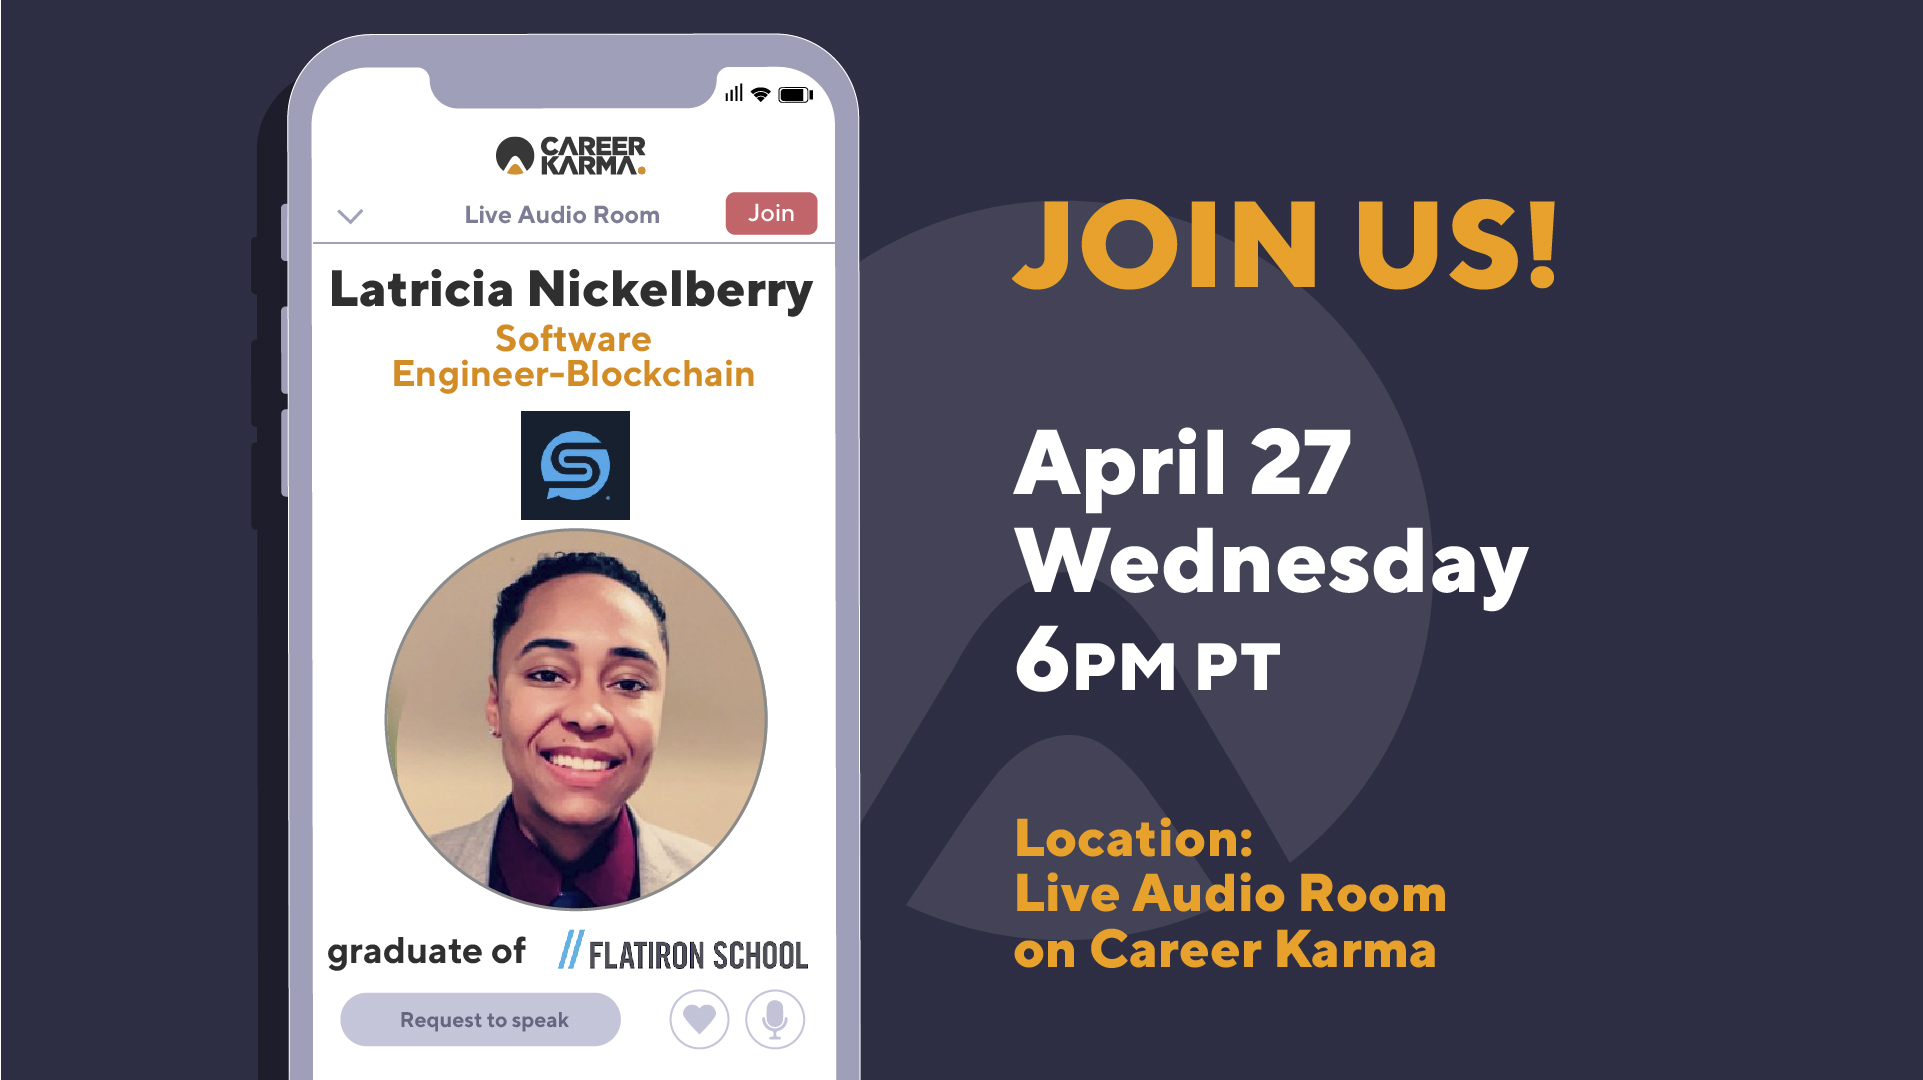 CAREER
KARMA.
Live Audio Room
Join
Latricia Nickelberry
Software
Engineer-Blockchain
graduate of
//FLATIRON SCHOOL
Request to speak
JOIN US!
April 27
Wednesday
6PM PT
Location:
Live Audio Room
on Career Karma